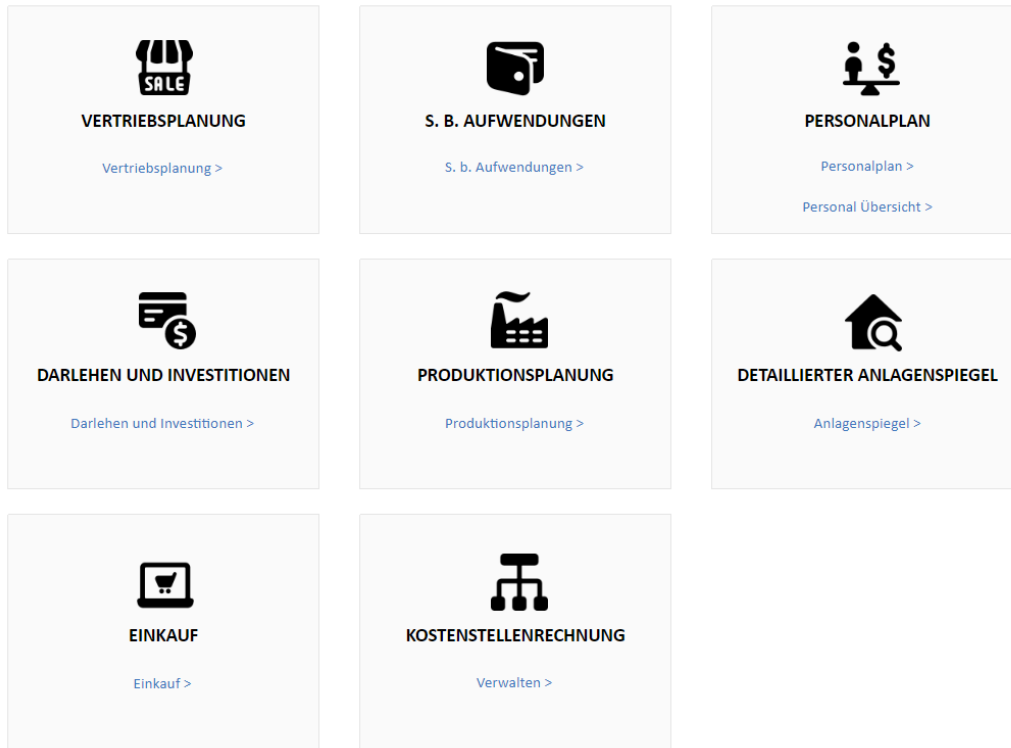 SALE
VERTRIEBSPLANUNG
Vertriebsplanung >
S. B. AUFWENDUNGEN
S. b. Aufwendungen >
$
PERSONALPLAN
Personalplan >
Personal Übersicht >
$
DARLEHEN UND INVESTITIONEN
Darlehen und Investitionen >
PRODUKTIONSPLANUNG
Produktionsplanung >
DETAILLIERTER ANLAGENSPIEGEL
Anlagenspiegel >
EINKAUF
Einkauf >
KOSTENSTELLENRECHNUNG
Verwalten >